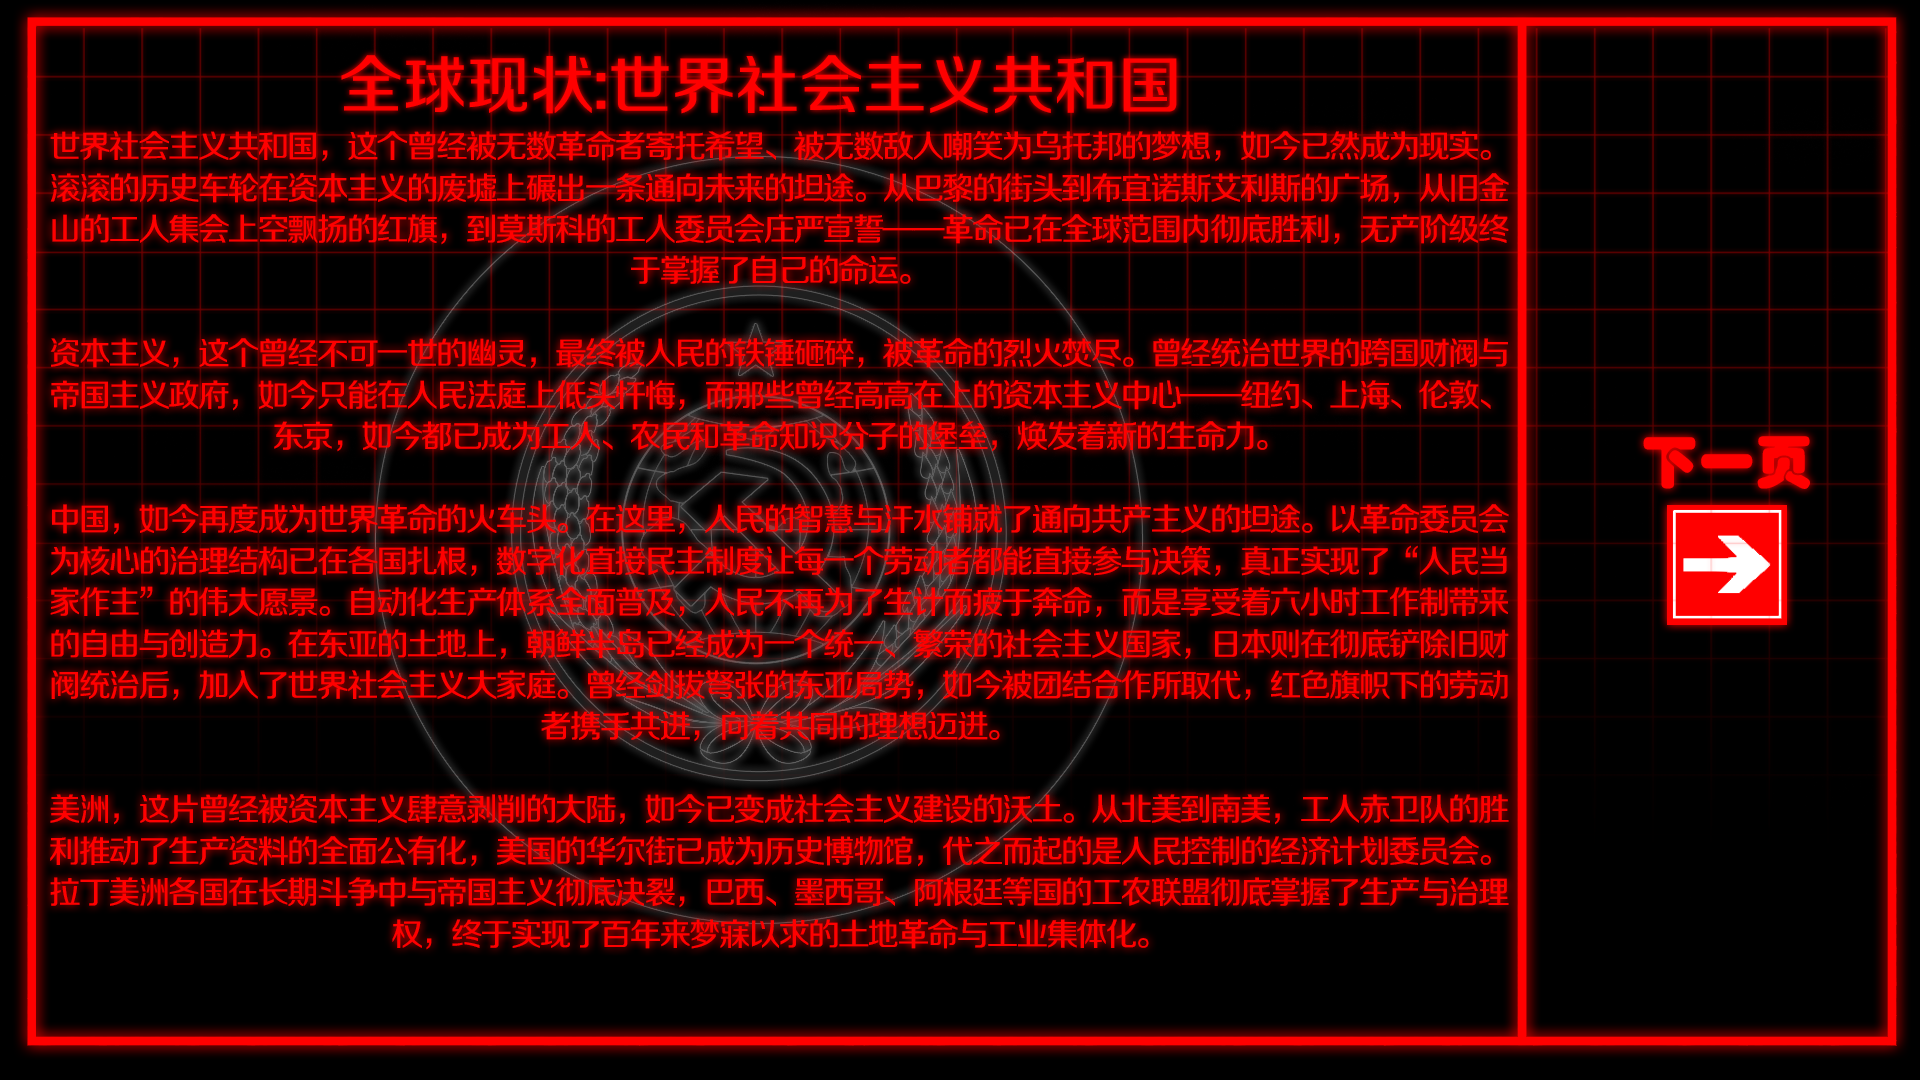 全球现状:世界社会主义共和国
世界社会主义共和国，这个曾经被无数革命者寄托希望、被无数敌人嘲笑为乌托邦的梦想，如今已然成为现实。
滚滚的历史车轮在资本主义的废墟上碾出一条通向未来的坦途。从巴黎的街头到布宜诺斯艾利斯的广场，从旧金
山的工人集会上空飘扬的红旗，到莫斯科的工人委员会庄严宣誓——革命已在全球范围内彻底胜利，无产阶级终
于掌握了自己的命运。
资本主义，这个曾经不可一世的幽灵，最终被人民的铁锤砸碎，被革命的烈火焚尽。曾经统治世界的跨国财阀与
帝国主义政府，如今只能在人民法庭上低头忏悔，而那些曾经高高在上的资本主义中心——纽约、上海、伦敦、
东京，如今都已成为工人、农民和革命知识分子的堡垒，焕发着新的生命力。
中国，如今再度成为世界革命的火车头。在这里，人民的智慧与汗水铺就了通向共产主义的坦途。以革命委员会
为核心的治理结构已在各国扎根，数字化直接民主制度让每一个劳动者都能直接参与决策，真正实现了“人民当
家作主”的伟大愿景。自动化生产体系全面普及，人民不再为了生计而疲于奔命，而是享受着六小时工作制带来
的自由与创造力。在东亚的土地上，朝鲜半岛已经成为一个统一、繁荣的社会主义国家，日本则在彻底铲除旧财
阀统治后，加入了世界社会主义大家庭。曾经剑拔弩张的东亚局势，如今被团结合作所取代，红色旗帜下的劳动
者携手共进，向着共同的理想迈进。
美洲，这片曾经被资本主义肆意剥削的大陆，如今已变成社会主义建设的沃土。从北美到南美，工人赤卫队的胜
利推动了生产资料的全面公有化，美国的华尔街已成为历史博物馆，代之而起的是人民控制的经济计划委员会。
拉丁美洲各国在长期斗争中与帝国主义彻底决裂，巴西、墨西哥、阿根廷等国的工农联盟彻底掌握了生产与治理
权，终于实现了百年来梦寐以求的土地革命与工业集体化。
下一页